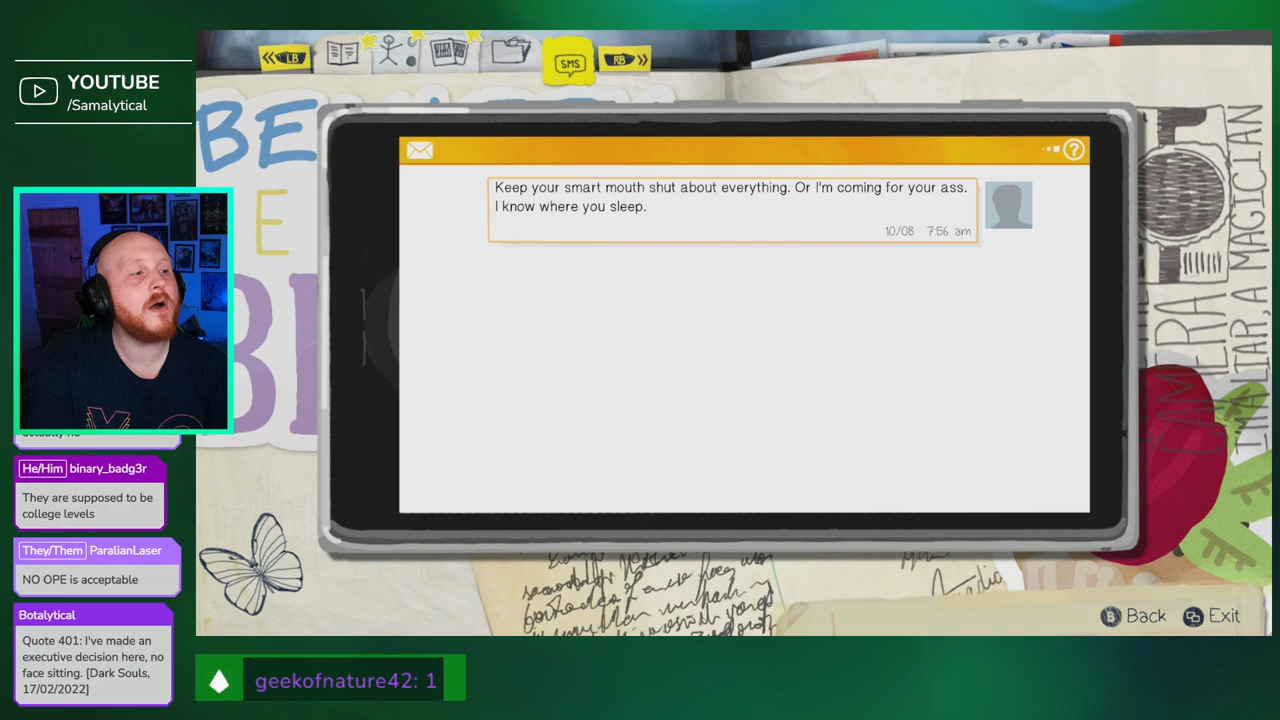 YOUTUBE
/Samalytical
LB
SMS
RB
BE
E
Keep your smart mouth shut about everything. Or I'm coming for your ass.
I know where you sleep.
10/08 7:56 am
?
CAMERA
A MAGICIAN
He/Him binary_badg3r
They are supposed to be
college levels
They/Them ParalianLaser
NO OPE is acceptable
Botalytical
Quote 401: I've made an
executive decision here, no
face sitting. [Dark Souls,
17/02/2022]
B Back
Exit
geekofnature42: 1